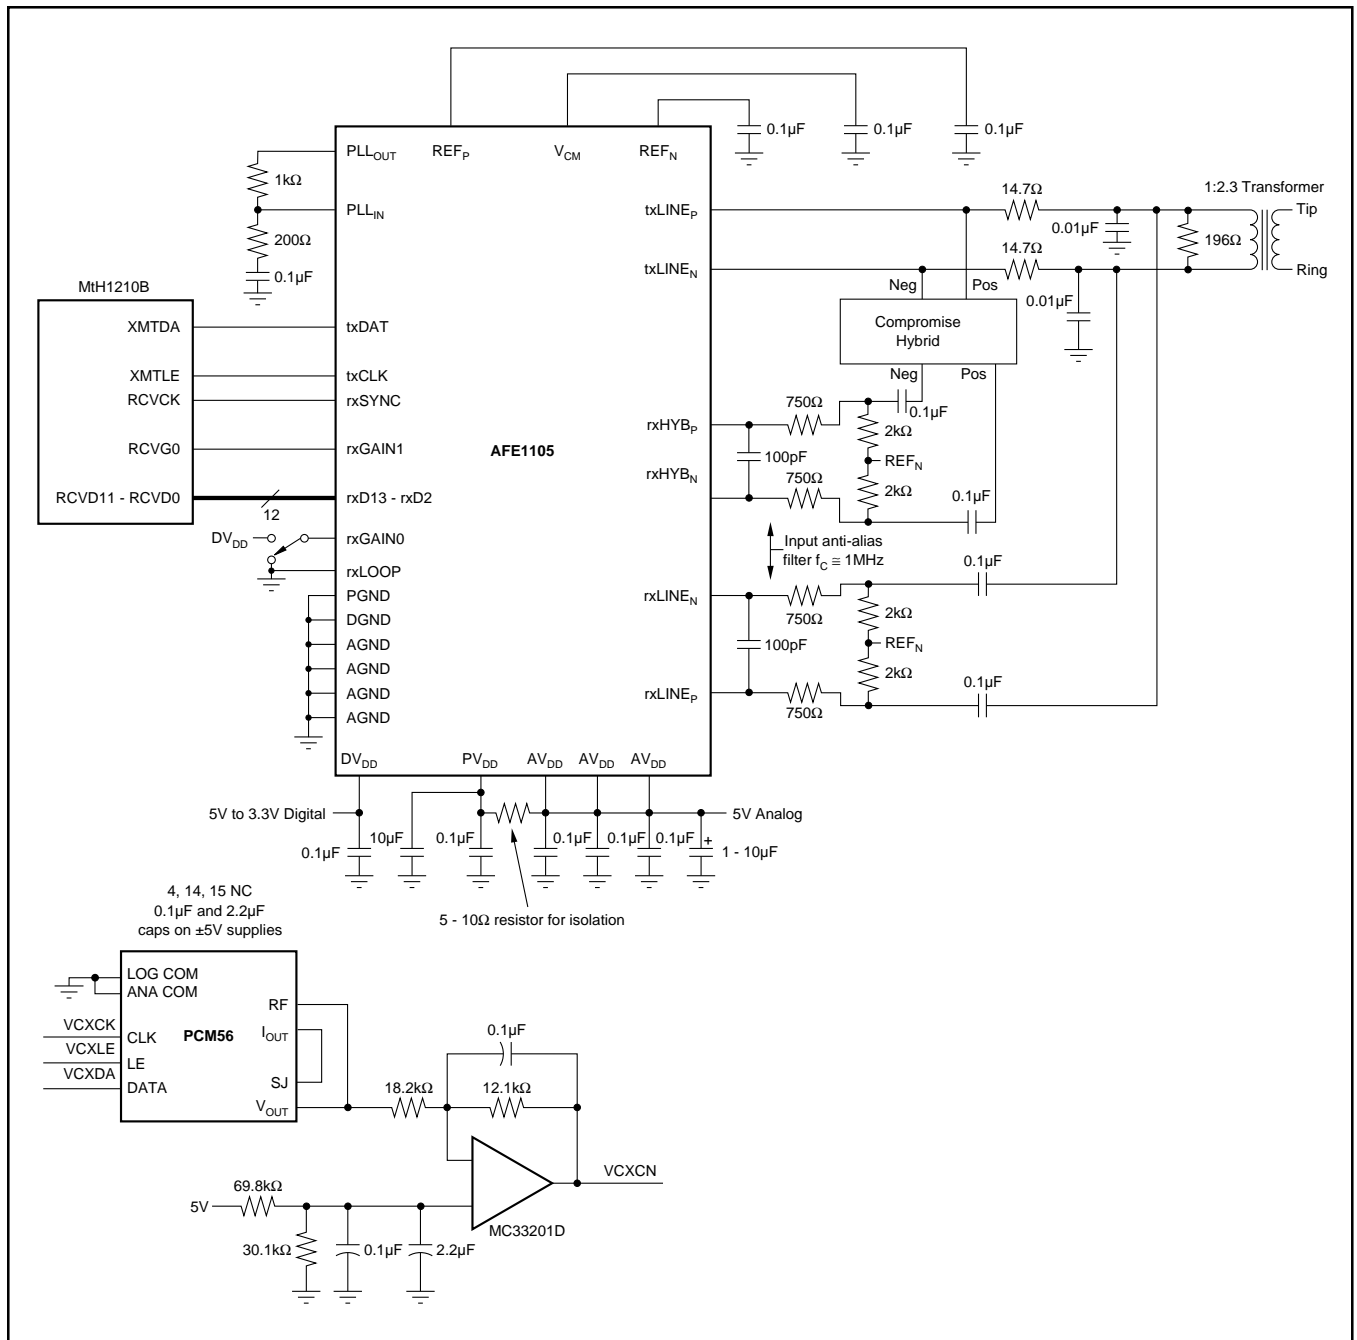 0.1µF
0.1µF
0.1µF
PLLOUT
REFP
VCM
REFN
1kΩ
PLLIN
200Ω
0.1µF
txLINEP
14.7Ω
1:2.3 Transformer
Tip
0.01µF
196Ω
txLINEN
14.7Ω
Ring
Neg
Pos
0.01µF
Compromise
Hybrid
Neg
Pos
MtH1210B
XMTDA
txDAT
XMTLE
txCLK
RCVCK
rxSYNC
RCVG0
rxGAIN1
RCVD11 - RCVD0
12
rxD13 - rxD2
AFE1105
DVDD
rxGAIN0
rxLOOP
PGND
DGND
AGND
AGND
AGND
AGND
rxHYBP
750Ω
0.1µF
2kΩ
100pF
REFN
rxHYBN
750Ω
2kΩ
0.1µF
Input anti-alias
filter fC ≅ 1MHz
0.1µF
rxLINEN
750Ω
2kΩ
100pF
REFN
2kΩ
0.1µF
rxLINEP
750Ω
DVDD
PVDD
AVDD
AVDD
AVDD
5V to 3.3V Digital
5V Analog
0.1µF
10µF
0.1µF
0.1µF
0.1µF
0.1µF
+
1 - 10µF
5 - 10Ω resistor for isolation
4, 14, 15 NC
0.1µF and 2.2µF
caps on ±5V supplies
LOG COM
ANA COM
RF
VCXCK
CLK
PCM56
IOUT
VCXLE
LE
VCXDA
DATA
SJ
VOUT
0.1µF
18.2kΩ
12.1kΩ
VCXCN
MC33201D
5V
69.8kΩ
30.1kΩ
0.1µF
2.2µF